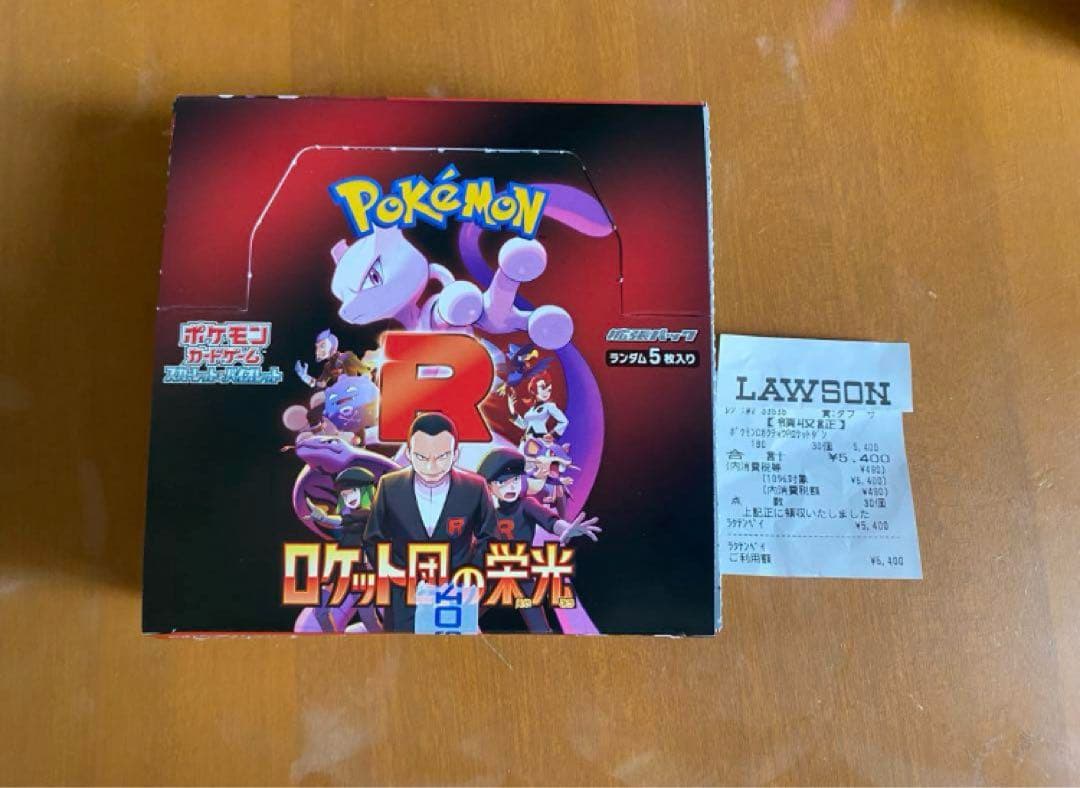 POKÉMON
ポケモン
カードゲーム
スカーレット バイオレット
拡張パック
ランダム5枚入り
R
R
R
ロケット団の栄光
LAWSON
【領収証】
180 30個 5,400
合 計 ¥5,400
(内消費税等 ¥490)
(10%対象 ¥5,400)
(内消費税額 ¥490)
点 数 30個
上記正に領収いたしました
ラクテンペイ ¥5,400
ラクテンペイ
ご利用額 ¥5,400